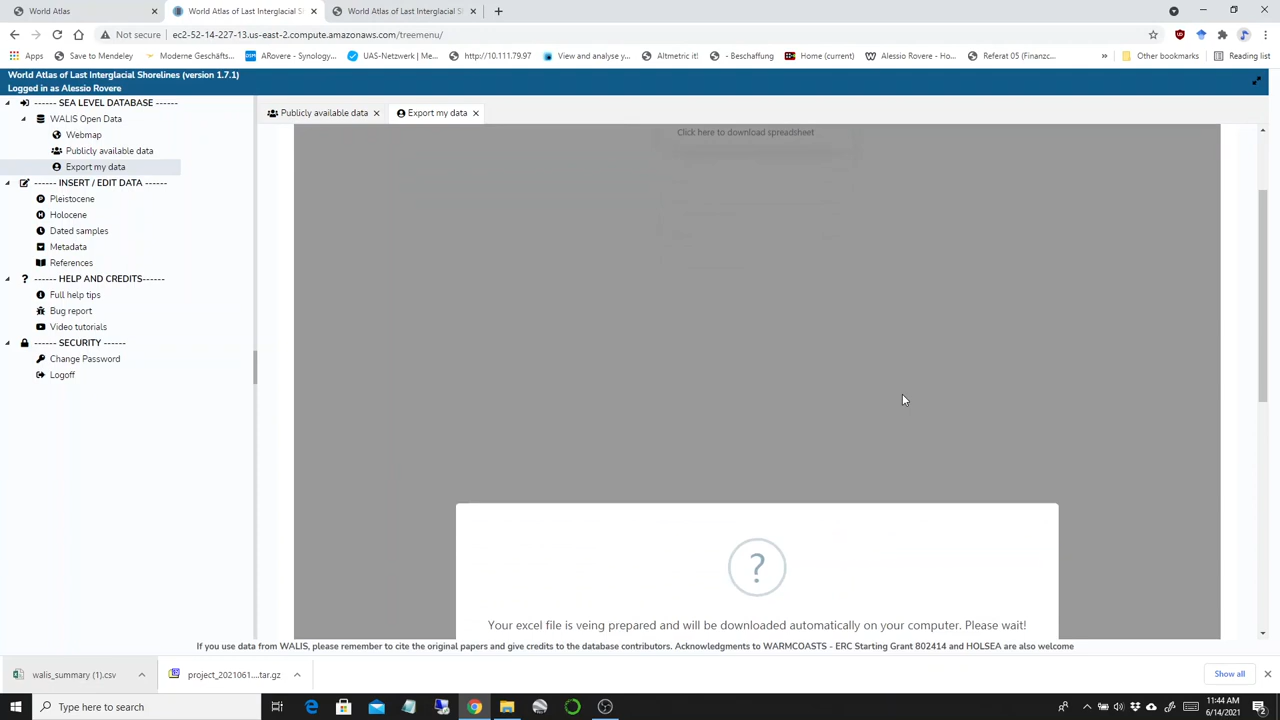 World Atlas
World Atlas of Last Interglacial Sh
World Atlas of Last Interglacial SL
Not secure
ec2-52-14-227-13.us-east-2.compute.amazonaws.com/treemenu/
Apps
Save to Mendeley
Moderne Geschäfts...
ARovere - Synology...
UAS-Netzwerk | Me...
http://10.111.79.97
View and analyse y...
Altmetric it!
- Beschaffung
Home (current)
Alessio Rovere - Ho...
Referat 05 (Finanzc...
Other bookmarks
Reading list
World Atlas of Last Interglacial Shorelines (version 1.7.1)
Logged in as Alessio Rovere
------ SEA LEVEL DATABASE ------
WALIS Open Data
Webmap
Publicly available data
Export my data
------ INSERT / EDIT DATA ------
Pleistocene
Holocene
Dated samples
Metadata
References
------ HELP AND CREDITS------
Full help tips
Bug report
Video tutorials
------ SECURITY ------
Change Password
Logoff
Publicly available data
Export my data
Click here to download spreadsheet
?
Your excel file is veing prepared and will be downloaded automatically on your computer. Please wait!
If you use data from WALIS, please remember to cite the original papers and give credits to the database contributors. Acknowledgments to WARMCOASTS - ERC Starting Grant 802414 and HOLSEA are also welcome
walis_summary (1).csv
project_2021061....tar.gz
Show all
Type here to search
11:44 AM
6/14/2021